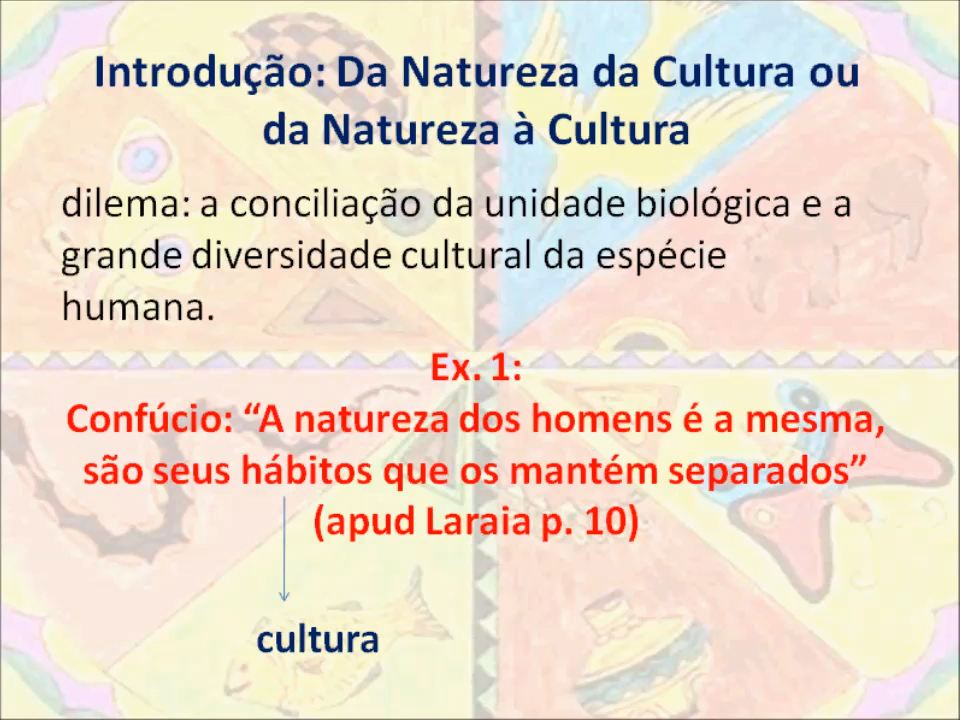 Introdução: Da Natureza da Cultura ou
da Natureza à Cultura
dilema: a conciliação da unidade biológica e a
grande diversidade cultural da espécie
humana.
Ex. 1:
Confúcio: “A natureza dos homens é a mesma,
são seus hábitos que os mantém separados”
(apud Laraia p. 10)
cultura